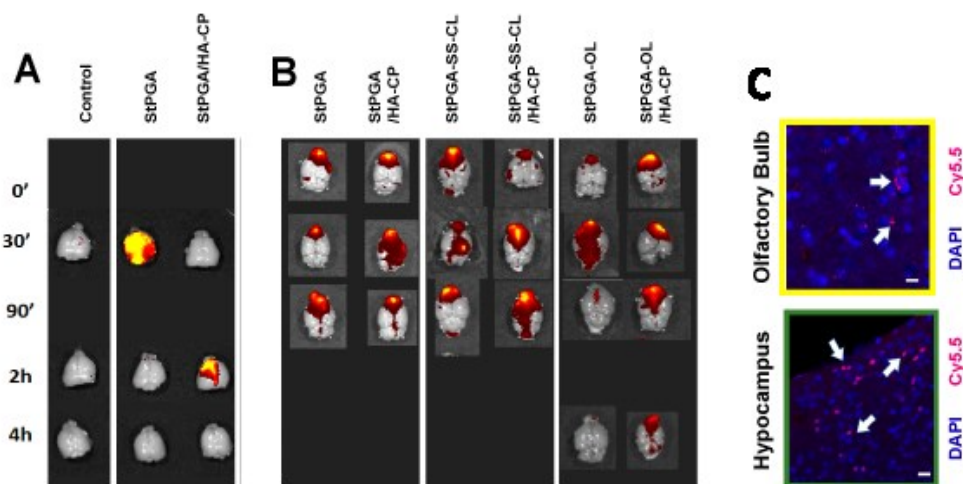 A
Control
StPGA
StPGA/HA-CP
0'
30'
90'
2h
4h
B
StPGA
StPGA
/HA-CP
StPGA-SS-CL
StPGA-SS-CL
/HA-CP
StPGA-OL
StPGA-OL
/HA-CP
C
Olfactory Bulb
DAPI Cy5.5
Hypocampus
DAPI Cy5.5